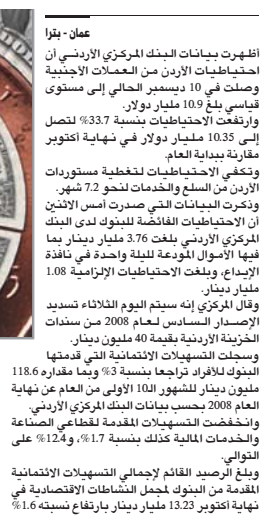 عمان - بترا
أظهرت بيانات البنك المركزي الأردني أن
احتياطيات الأردن من العملات الأجنبية
وصلت في 10 ديسمبر الحالي إلى مستوى
قياسي بلغ 10.9 مليار دولار.
وارتفعت الاحتياطيات بنسبة 33.7% لتصل
إلى 10.35 مليار دولار في نهاية أكتوبر
مقارنة ببداية العام.
وتكفي الاحتياطيات لتغطية مستوردات
الأردن من السلع والخدمات لنحو 7.2 شهر.
وذكرت البيانات التي صدرت أمس الاثنين
أن الاحتياطيات الفائضة للبنوك لدى البنك
المركزي الأردني بلغت 3.76 مليار دينار بما
فيها الأموال المودعة لليلة واحدة في نافذة
الإيداع، وبلغت الاحتياطيات الإلزامية 1.08
مليار دينار.
وقال المركزي إنه سيتم اليوم الثلاثاء تسديد
الإصدار السادس لعام 2008 من سندات
الخزينة الأردنية بقيمة 40 مليون دينار.
وسجلت التسهيلات الائتمانية التي قدمتها
البنوك للأفراد تراجعا بنسبة 3% وبما مقداره 118.6
مليون دينار للشهور الـ10 الأولى من العام عن نهاية
العام 2008 بحسب بيانات البنك المركزي الأردني.
وانخفضت التسهيلات المقدمة لقطاعي الصناعة
والخدمات المالية كذلك بنسبة 1.7%، و12.4% على
التوالي.
وبلغ الرصيد القائم لإجمالي التسهيلات الائتمانية
المقدمة من البنوك لمجمل النشاطات الاقتصادية في
نهاية أكتوبر 13.23 مليار دينار بارتفاع نسبته 1.6%